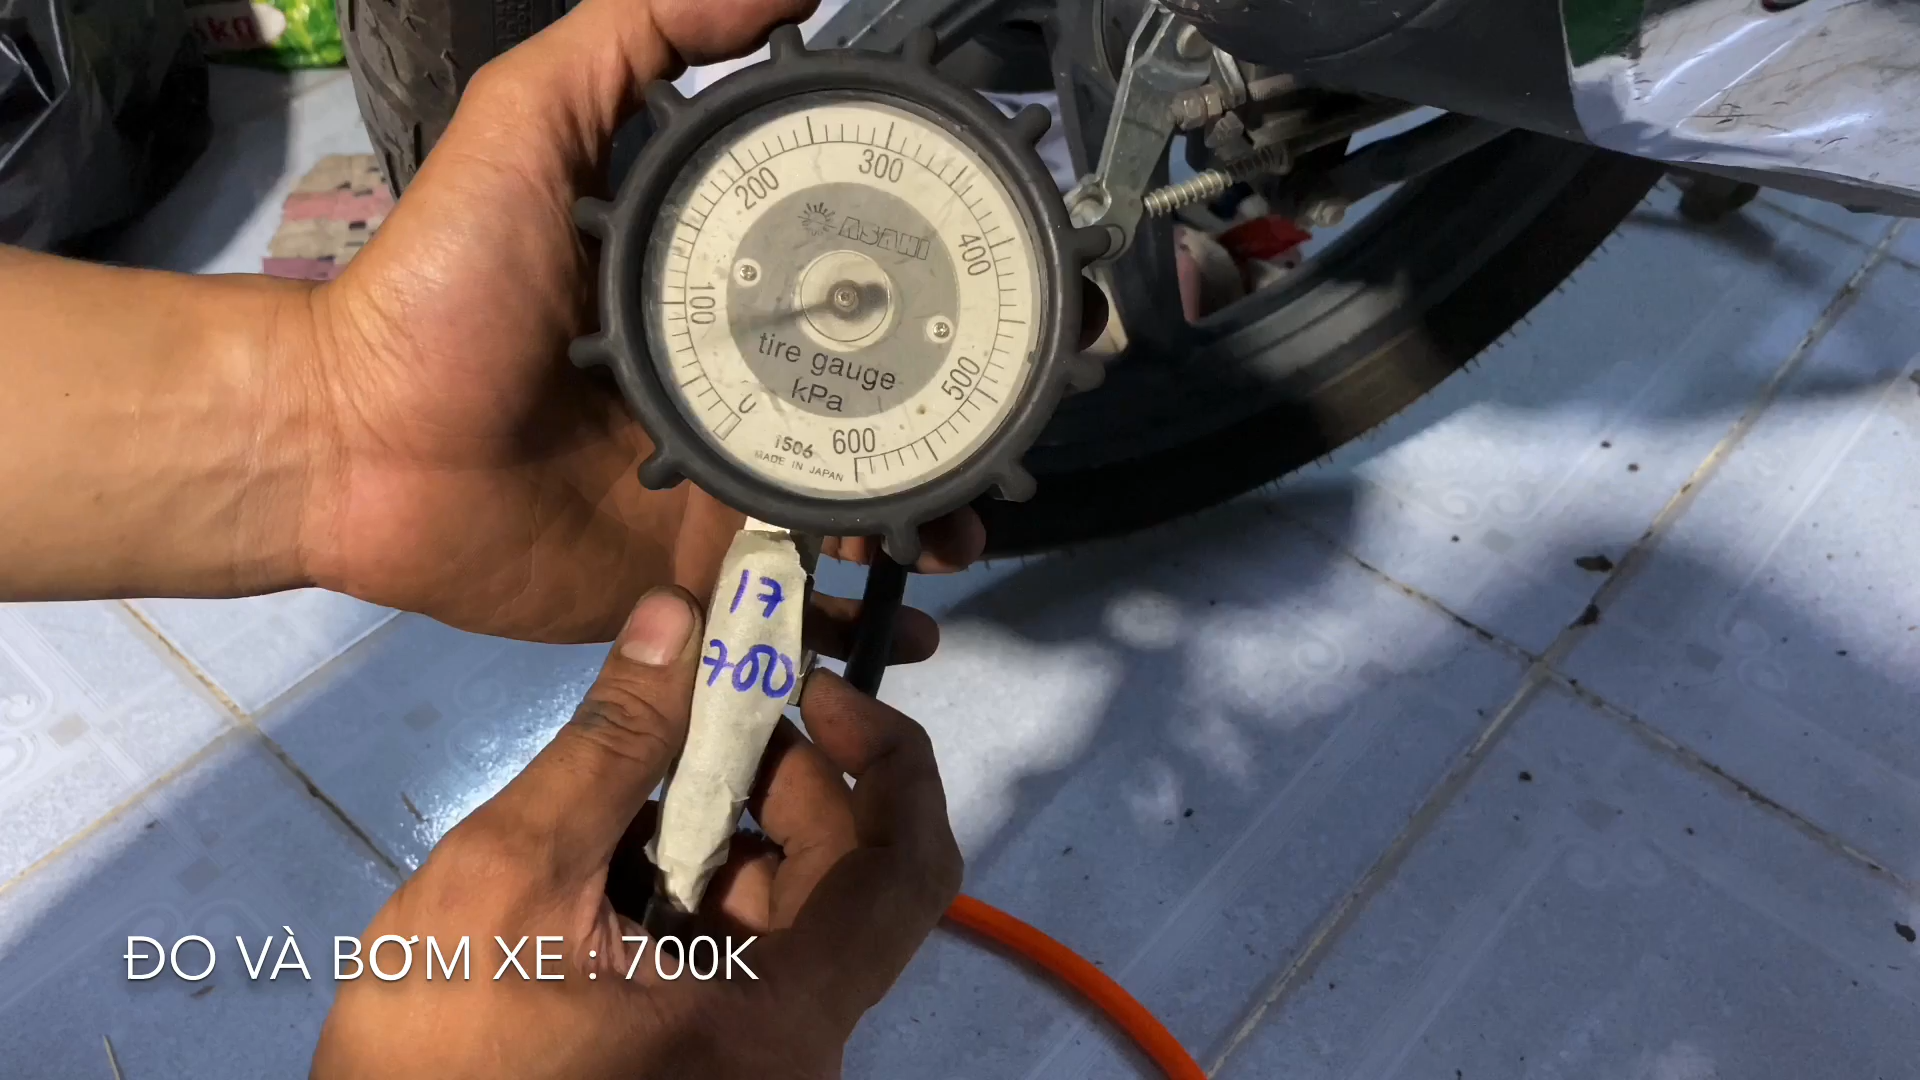 300
200
400
100
500
0
600
ASAHI
tire gauge
kPa
1506
MADE IN JAPAN
17
700
ĐO VÀ BƠM XE : 700K